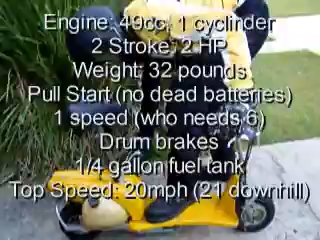 Engine: 49cc, 1 cyclinder
2 Stroke: 2 HP
Weight: 32 pounds
Pull Start (no dead batteries)
1 speed (who needs 6)
Drum brakes
1/4 gallon fuel tank
Top Speed: 20mph (21 downhill)